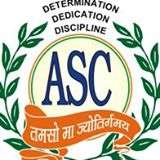 DETERMINATION
DEDICATION
DISCIPLINE
ASC
तमसो मा ज्योतिर्गमय